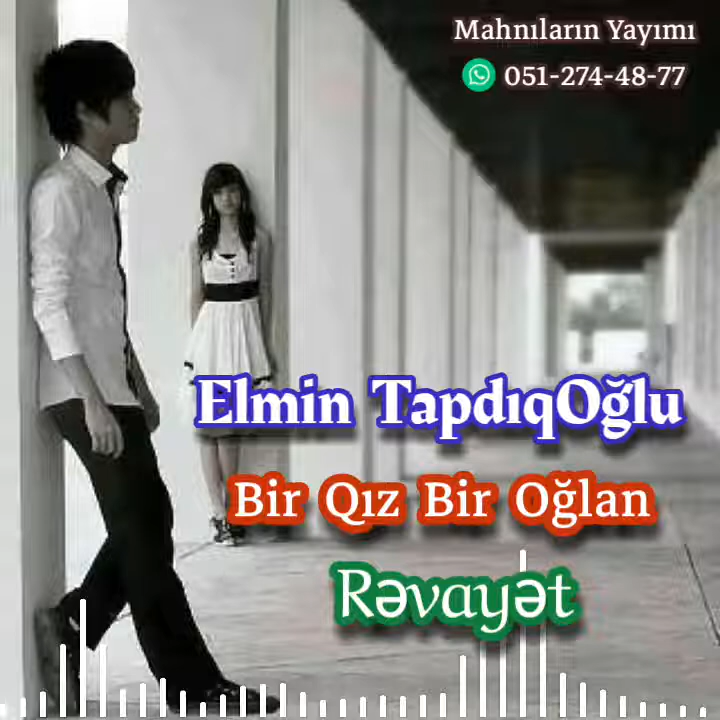 Mahnıların Yayımı
051-274-48-77
Elmin TapdıqOğlu
Bir Qız Bir Oğlan
Rəvayət